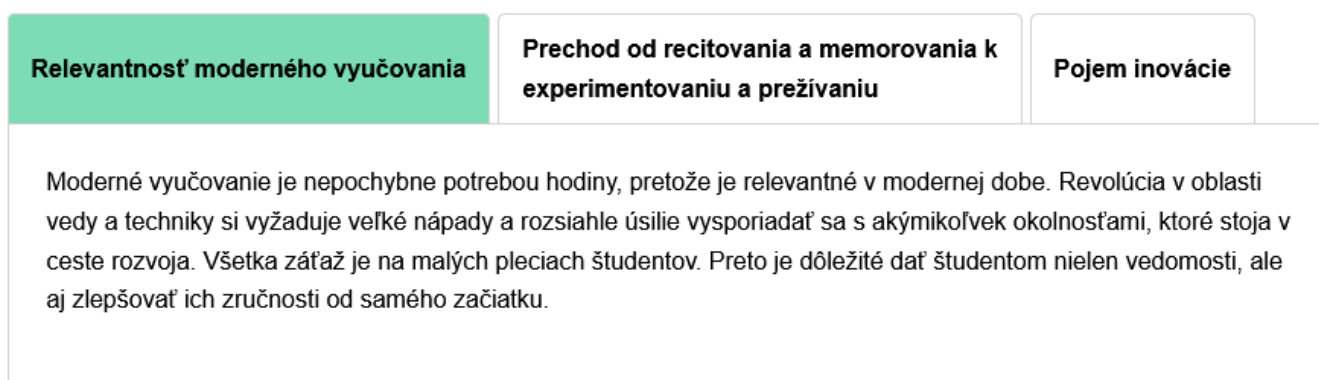 Relevantnosť moderného vyučovania
Prechod od recitovania a memorovania k
experimentovaniu a prežívaniu
Pojem inovácie
Moderné vyučovanie je nepochybne potrebou hodiny, pretože je relevantné v modernej dobe. Revolúcia v oblasti
vedy a techniky si vyžaduje veľké nápady a rozsiahle úsilie vysporiadať sa s akýmikoľvek okolnosťami, ktoré stoja v
ceste rozvoja. Všetka záťaž je na malých pleciach študentov. Preto je dôležité dať študentom nielen vedomosti, ale
aj zlepšovať ich zručnosti od samého začiatku.